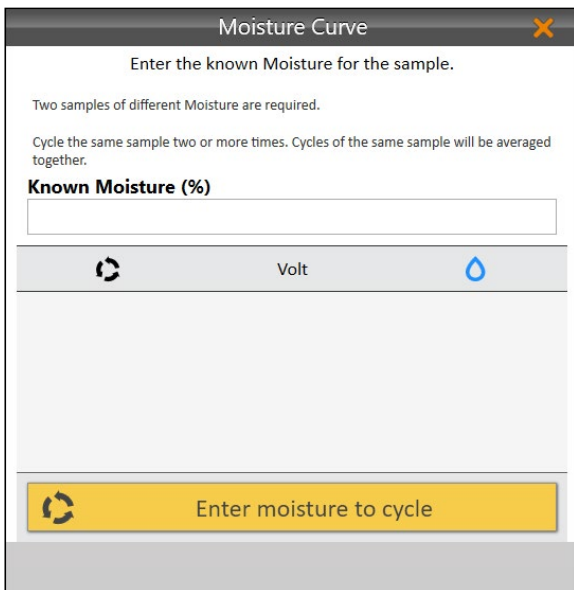 Moisture Curve
Enter the known Moisture for the sample.
Two samples of different Moisture are required.
Cycle the same sample two or more times. Cycles of the same sample will be averaged
together.
Known Moisture (%)
Volt
Enter moisture to cycle